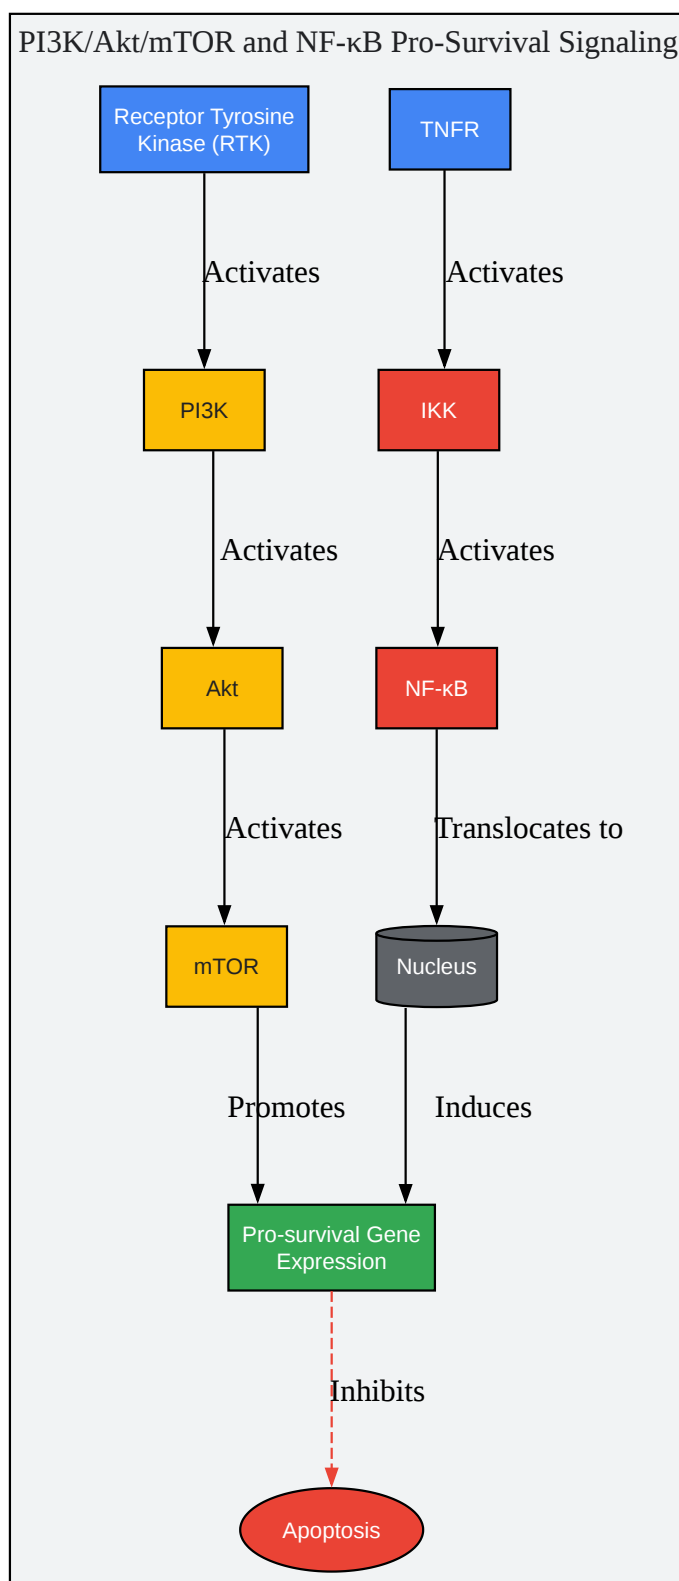 PI3K/Akt/mTOR and NF-κB Pro-Survival Signaling
Receptor Tyrosine
Kinase (RTK)
TNFR
Activates
Activates
PI3K
IKK
Activates
Activates
Akt
NF-κB
Activates
Translocates to
mTOR
Nucleus
Promotes
Induces
Pro-survival Gene
Expression
Inhibits
Apoptosis